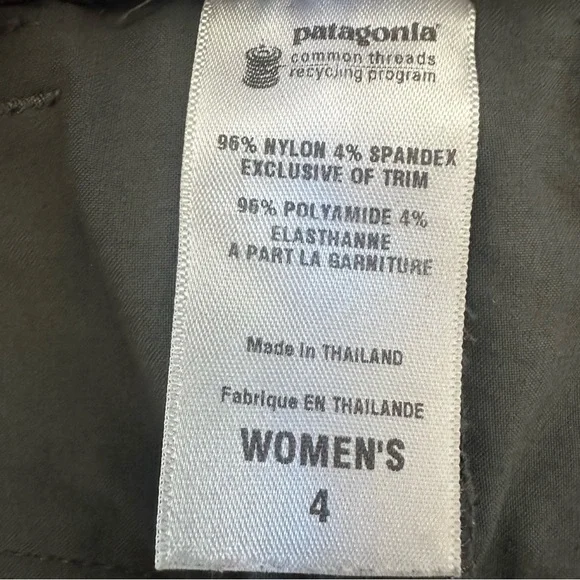 patagonia
common threads
recycling program
96% NYLON 4% SPANDEX
EXCLUSIVE OF TRIM
96% POLYAMIDE 4%
ELASTHANNE
A PART LA GARNITURE
Made in THAILAND
Fabrique EN THAILANDE
WOMEN'S
4